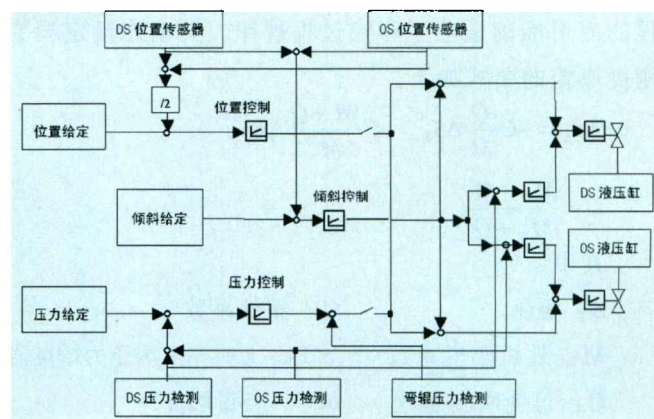 DS 位置传感器
OS 位置传感器
/2
位置控制
位置给定
倾斜控制
倾斜给定
DS 液压缸
OS 液压缸
压力控制
压力给定
DS 压力检测
OS 压力检测
弯辊压力检测